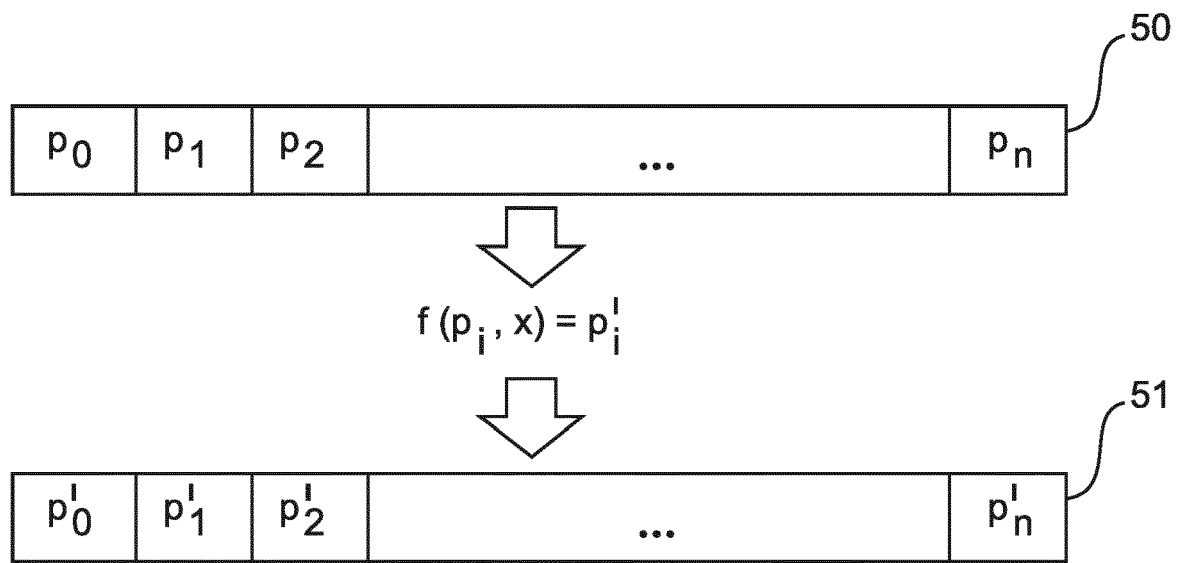 50
p₀ p₁ p₂ ... pₙ
f (pᵢ , x) = p'ᵢ
51
p'₀ p'₁ p'₂ ... p'ₙ